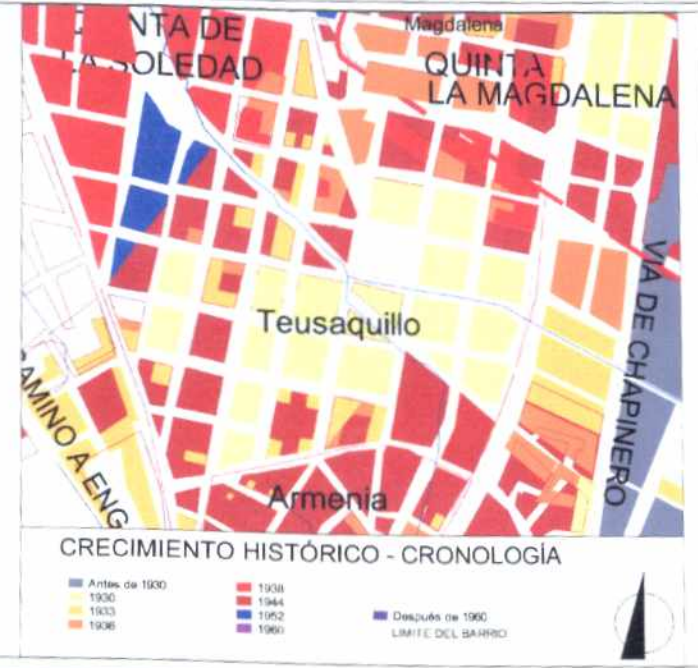 NTA DE
LA SOLEDAD
Magdalena
QUINTA
LA MAGDALENA
VIA DE CHAPINERO
Teusaquillo
AMINO A ENG
Armenia
CRECIMIENTO HISTÓRICO - CRONOLOGÍA
Antes de 1930
1930
1933
1936
1938
1944
1952
1960
Después de 1960
LIMITE DEL BARRIO